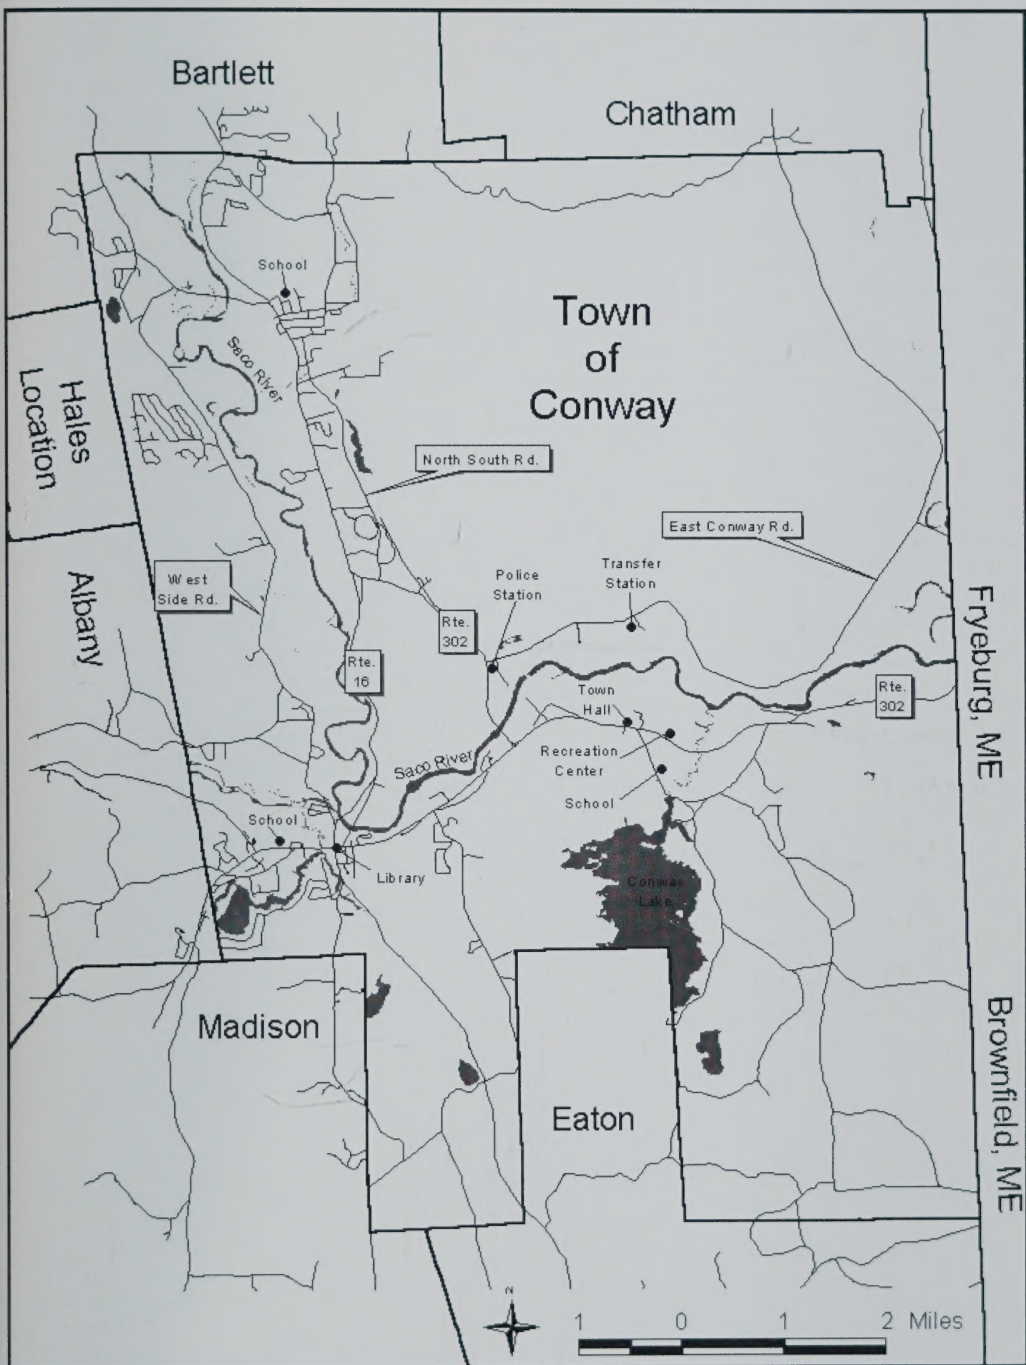 Bartlett
Chatham
School
Town
of
Conway
Saco River
Hales
Location
North South Rd.
East Conway Rd.
West
Side Rd.
Albany
Police
Station
Transfer
Station
Rte.
302
Rte.
16
Fryeburg, ME
Town
Hall
Rte.
302
Recreation
Center
Saco River
School
School
Library
Conway
Lake
Madison
Eaton
Brownfield, ME
N
1 0 1 2 Miles